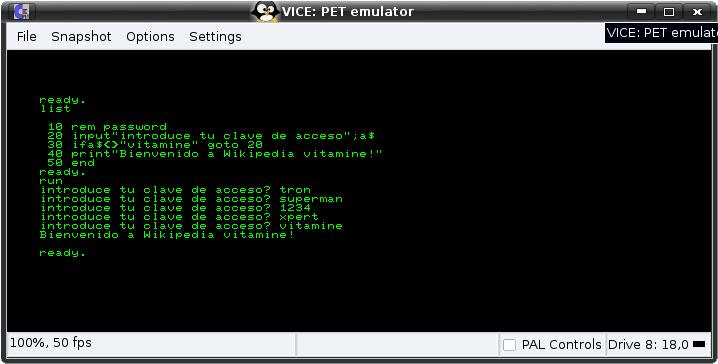 VICE: PET emulator
File Snapshot Options Settings
VICE: PET emulato
ready.
list
10 rem password
20 input"introduce tu clave de acceso";a$
30 ifa$<>"vitamine" goto 20
40 print"Bienvenido a Wikipedia vitamine!"
50 end
ready.
run
introduce tu clave de acceso? tron
introduce tu clave de acceso? superman
introduce tu clave de acceso? 1234
introduce tu clave de acceso? xpert
introduce tu clave de acceso? vitamine
Bienvenido a Wikipedia vitamine!
ready.
100%, 50 fps
PAL Controls
Drive 8: 18,0